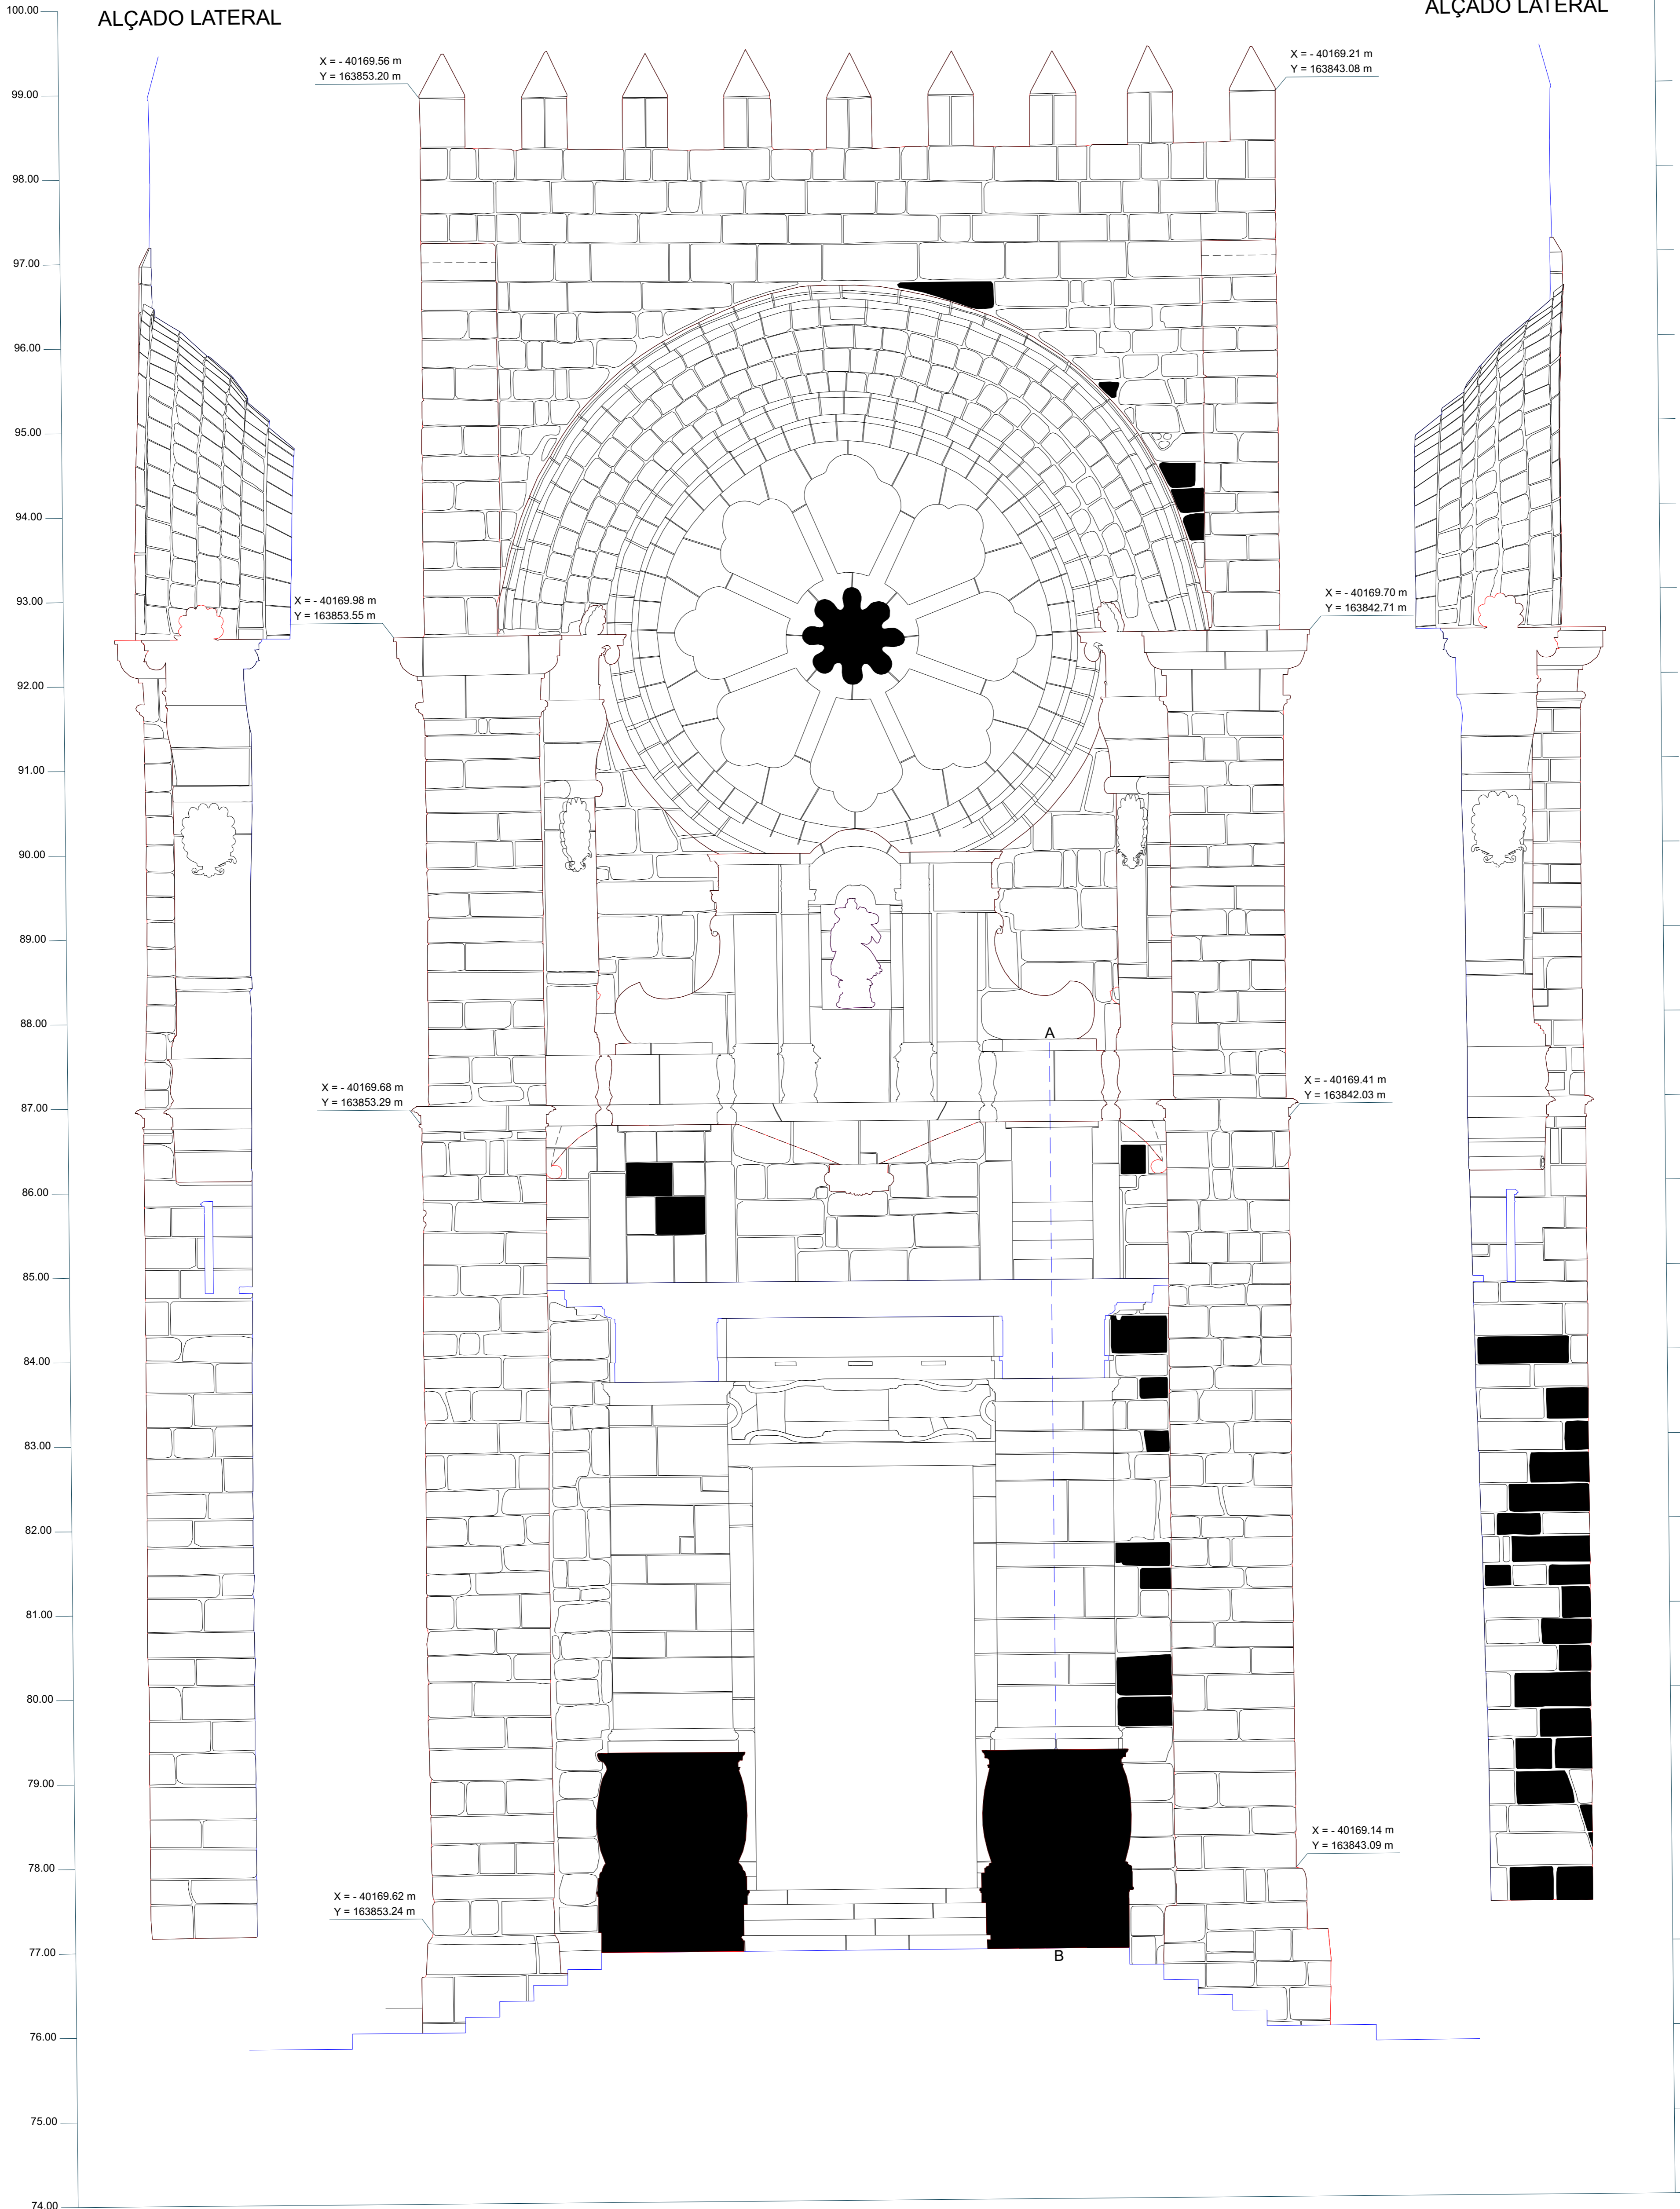 100.00
ALÇADO LATERAL
ALÇADO LATERAL
X = - 40169.56 m
Y = 163853.20 m
X = - 40169.21 m
Y = 163843.08 m
99.00
98.00
97.00
96.00
95.00
94.00
93.00
X = - 40169.98 m
Y = 163853.55 m
X = - 40169.70 m
Y = 163842.71 m
92.00
91.00
90.00
89.00
88.00
A
87.00
X = - 40169.68 m
Y = 163853.29 m
X = - 40169.41 m
Y = 163842.03 m
86.00
85.00
84.00
83.00
82.00
81.00
80.00
79.00
78.00
X = - 40169.14 m
Y = 163843.09 m
X = - 40169.62 m
Y = 163853.24 m
77.00
B
76.00
75.00
74.00